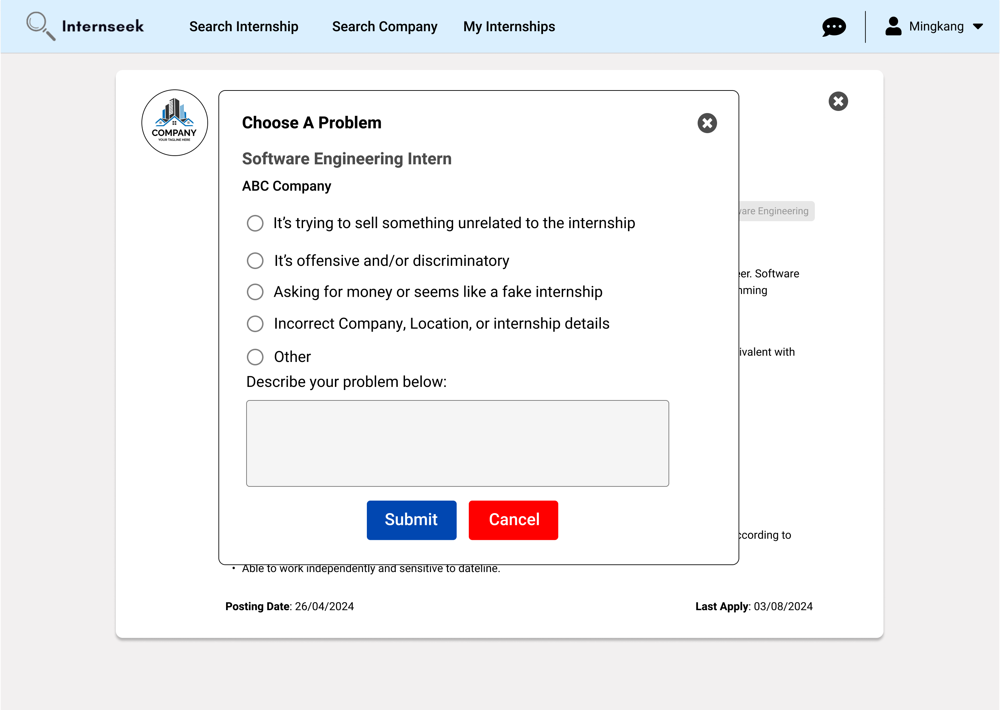 Internseek
Search Internship
Search Company
My Internships
Mingkang
COMPANY
YOUR TAGLINE HERE
Choose A Problem
Software Engineering Intern
ABC Company
Engineering
It’s trying to sell something unrelated to the internship
It’s offensive and/or discriminatory
er. Software
Asking for money or seems like a fake internship
mming
Incorrect Company, Location, or internship details
ivalent with
Other
Describe your problem below:
Submit
Cancel
ccording to
• Able to work independently and sensitive to dateline.
Posting Date: 26/04/2024
Last Apply: 03/08/2024